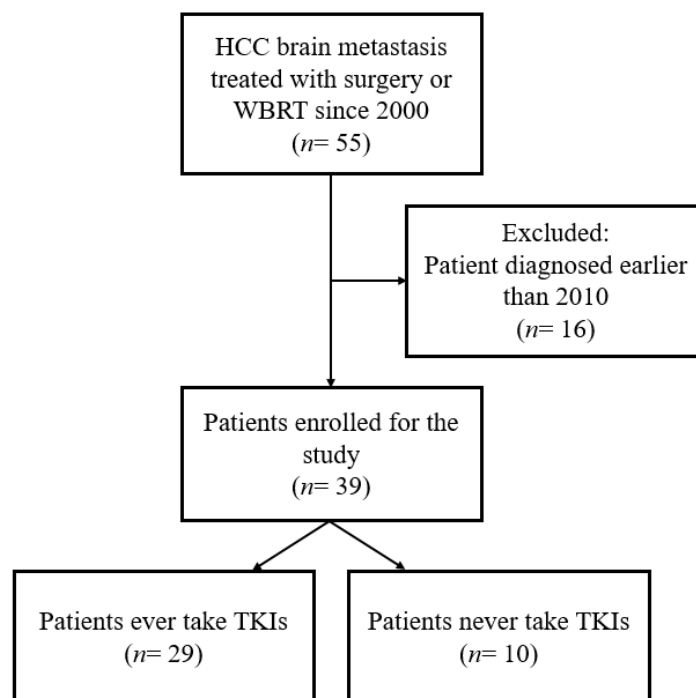 HCC brain metastasis
treated with surgery or
WBRT since 2000
(n= 55)
Excluded:
Patient diagnosed earlier
than 2010
(n= 16)
Patients enrolled for the
study
(n= 39)
Patients ever take TKIs
(n= 29)
Patients never take TKIs
(n= 10)